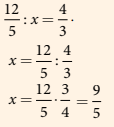 12/5 : x = 4/3.
x = 12/5 : 4/3
x = 12/5 · 3/4 = 9/5